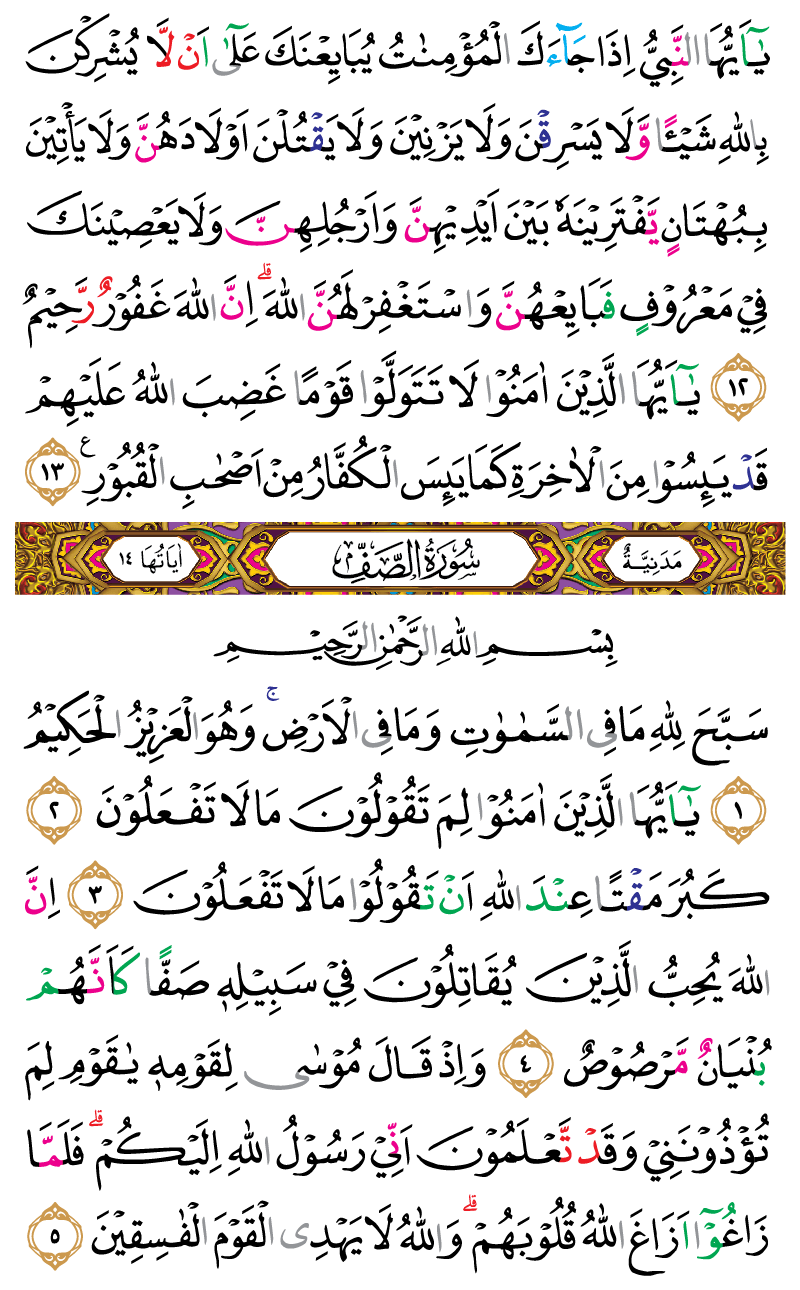 يٰۤاَيُّهَا النَّبِيُّ اِذَا جَآءَكَ الْمُؤْمِنٰتُ يُبَايِعْنَكَ عَلٰۤى اَنْ لَّا يُشْرِكْنَ
بِاللّٰهِ شَيْـًٔا وَّلَا يَسْرِقْنَ وَلَا يَزْنِيْنَ وَلَا يَقْتُلْنَ اَوْلَادَهُنَّ وَلَا يَأْتِيْنَ
بِبُهْتَانٍ يَّفْتَرِيْنَهٗ بَيْنَ اَيْدِيْهِنَّ وَاَرْجُلِهِنَّ وَلَا يَعْصِيْنَكَ
فِيْ مَعْرُوْفٍ فَبَايِعْهُنَّ وَاسْتَغْفِرْ لَهُنَّ اللّٰهَ ۗ اِنَّ اللّٰهَ غَفُوْرٌ رَّحِيْمٌ
١٢ يٰۤاَيُّهَا الَّذِيْنَ اٰمَنُوْا لَا تَتَوَلَّوْا قَوْمًا غَضِبَ اللّٰهُ عَلَيْهِمْ
قَدْ يَىِٕسُوْا مِنَ الْاٰخِرَةِ كَمَا يَىِٕسَ الْكُفَّارُ مِنْ اَصْحٰبِ الْقُبُوْرِ ࣖ ١٣
مَدَنِيَّةٌ سُوْرَةُ الصَّفِّ اٰيَاتُهَا ١٤
بِسْمِ اللّٰهِ الرَّحْمٰنِ الرَّحِيْمِ
سَبَّحَ لِلّٰهِ مَا فِى السَّمٰوٰتِ وَمَا فِى الْاَرْضِ ۚ وَهُوَ الْعَزِيْزُ الْحَكِيْمُ
١ يٰۤاَيُّهَا الَّذِيْنَ اٰمَنُوْا لِمَ تَقُوْلُوْنَ مَا لَا تَفْعَلُوْنَ ٢
كَبُرَ مَقْتًا عِنْدَ اللّٰهِ اَنْ تَقُوْلُوْا مَا لَا تَفْعَلُوْنَ ٣ اِنَّ
اللّٰهَ يُحِبُّ الَّذِيْنَ يُقَاتِلُوْنَ فِيْ سَبِيْلِهٖ صَفًّا كَاَنَّهُمْ
بُنْيَانٌ مَّرْصُوْصٌ ٤ وَاِذْ قَالَ مُوْسٰى لِقَوْمِهٖ يٰقَوْمِ لِمَ
تُؤْذُوْنَنِيْ وَقَدْ تَّعْلَمُوْنَ اَنِّيْ رَسُوْلُ اللّٰهِ اِلَيْكُمْ ۗ فَلَمَّا
زَاغُوْۤا اَزَاغَ اللّٰهُ قُلُوْبَهُمْ ۗ وَاللّٰهُ لَا يَهْدِى الْقَوْمَ الْفٰسِقِيْنَ ٥